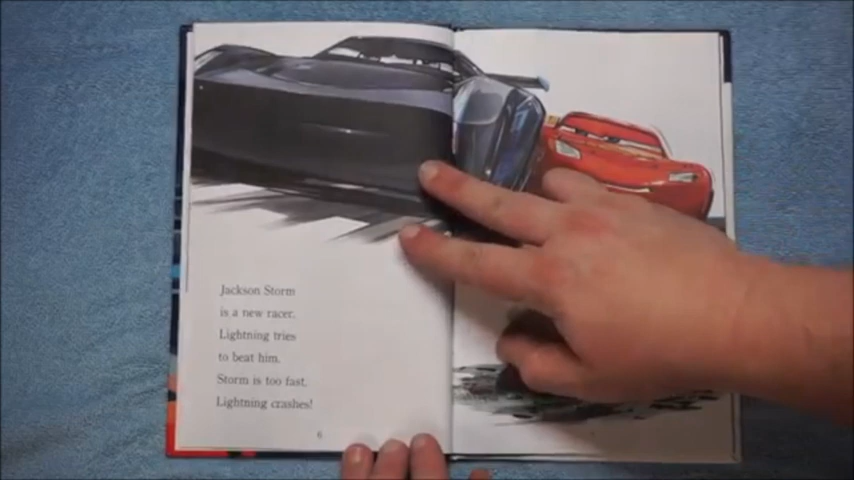 Jackson Storm
is a new racer.
Lightning tries
to beat him.
Storm is too fast.
Lightning crashes!
6